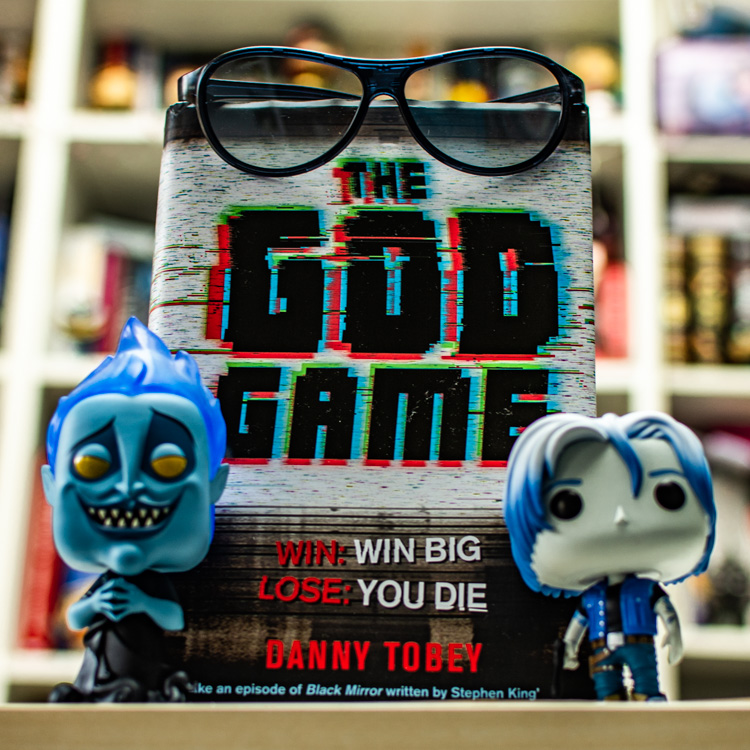 THE
GOD
GAME
WIN: WIN BIG
LOSE: YOU DIE
DANNY TOBEY
an episode of Black Mirror written by Stephen King'